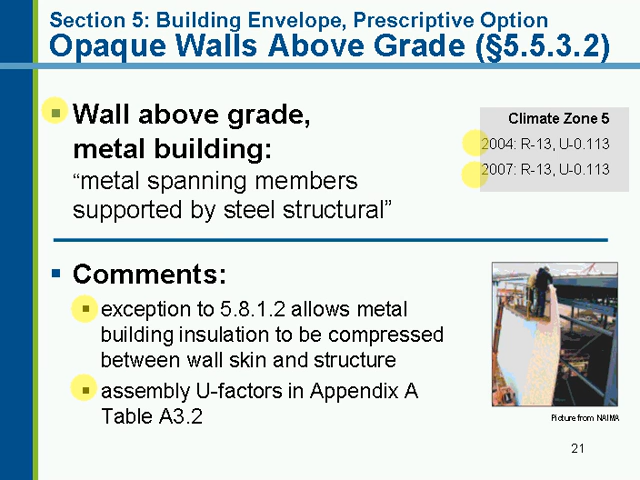 Section 5: Building Envelope, Prescriptive Option
Opaque Walls Above Grade (§5.5.3.2)
Wall above grade,
metal building:
“metal spanning members
supported by steel structural”
Climate Zone 5
2004: R-13, U-0.113
2007: R-13, U-0.113
Comments:
exception to 5.8.1.2 allows metal
building insulation to be compressed
between wall skin and structure
assembly U-factors in Appendix A
Table A3.2
Picture from NAIMA
21